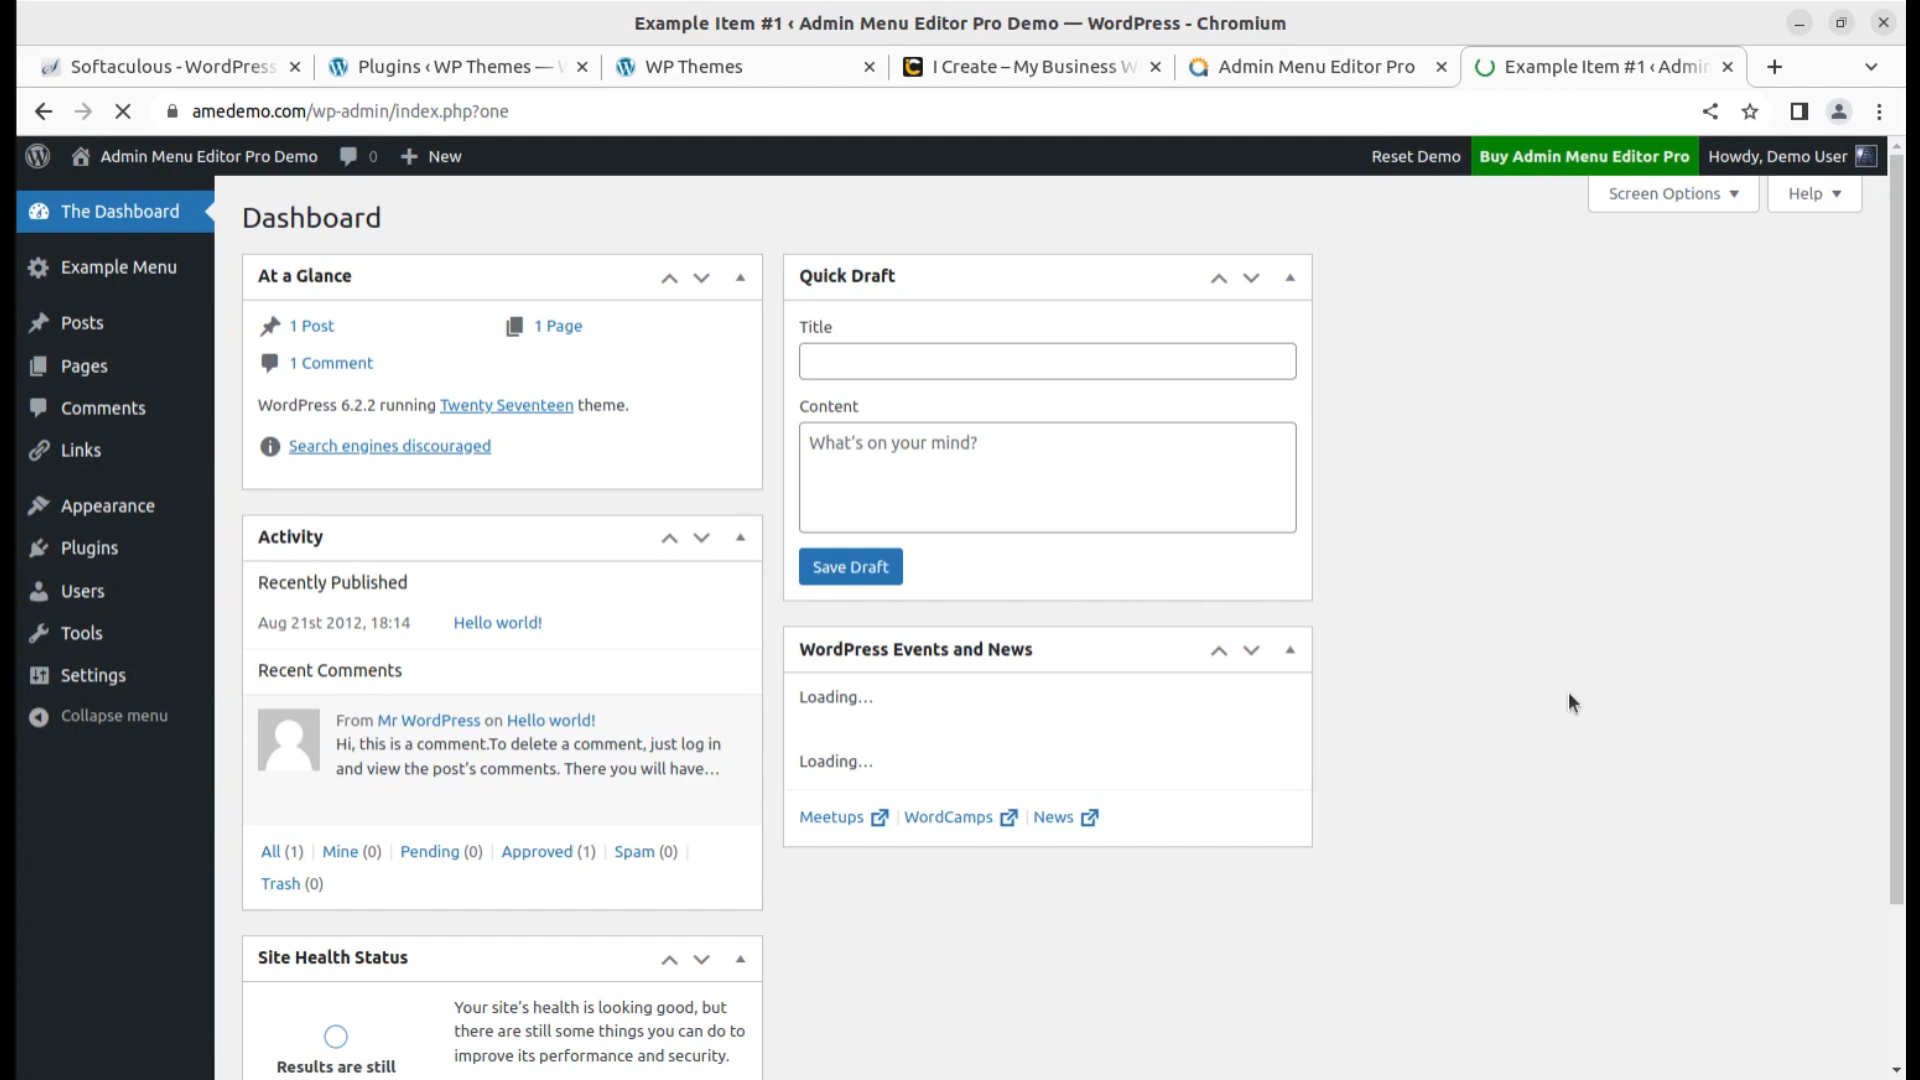 Example Item #1 ‹ Admin Menu Editor Pro Demo — WordPress - Chromium
Softaculous - WordPress
Plugins ‹ WP Themes —
WP Themes
I Create – My Business W
Admin Menu Editor Pro
Example Item #1 ‹ Admin
amedemo.com/wp-admin/index.php?one
Admin Menu Editor Pro Demo
0
New
Reset Demo
Buy Admin Menu Editor Pro
Howdy, Demo User
Screen Options
Help
The Dashboard
Example Menu
Posts
Pages
Comments
Links
Appearance
Plugins
Users
Tools
Settings
Collapse menu
Dashboard
At a Glance
1 Post
1 Page
1 Comment
WordPress 6.2.2 running Twenty Seventeen theme.
Search engines discouraged
Activity
Recently Published
Aug 21st 2012, 18:14 Hello world!
Recent Comments
From Mr WordPress on Hello world!
Hi, this is a comment.To delete a comment, just log in
and view the post's comments. There you will have…
All (1) | Mine (0) | Pending (0) | Approved (1) | Spam (0) |
Trash (0)
Site Health Status
Results are still
Your site's health is looking good, but
there are still some things you can do to
improve its performance and security.
Quick Draft
Title
Content
What's on your mind?
Save Draft
WordPress Events and News
Loading…
Loading…
Meetups | WordCamps | News